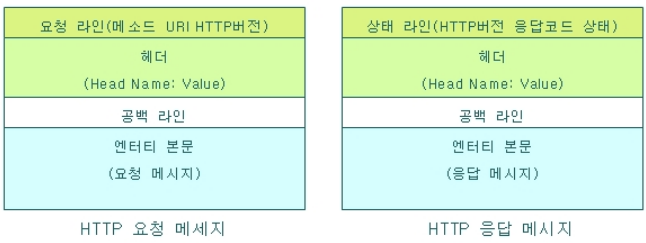 요청 라인(메소드 URI HTTP버전)
헤더
(Head Name: Value)
공백 라인
엔터티 본문
(요청 메시지)
HTTP 요청 메세지
상태 라인(HTTP버전 응답코드 상태)
헤더
(Head Name: Value)
공백 라인
엔터티 본문
(응답 메시지)
HTTP 응답 메시지